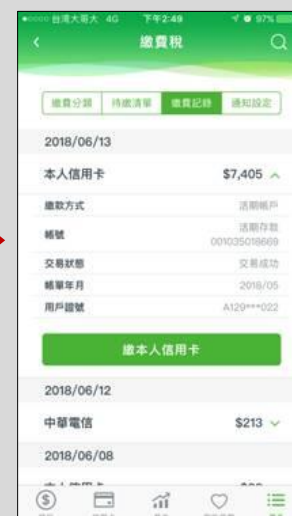 台灣大哥大 4G 下午2:49 97%
繳費稅
繳費分類 待繳清單 繳費記錄 通知設定
2018/06/13
本人信用卡 $7,405
繳款方式 活期帳戶
帳號 活期存款
001035018669
交易狀態 交易成功
帳單年月 2018/05
用戶證號 A129***022
繳本人信用卡
2018/06/12
中華電信 $213
2018/06/08